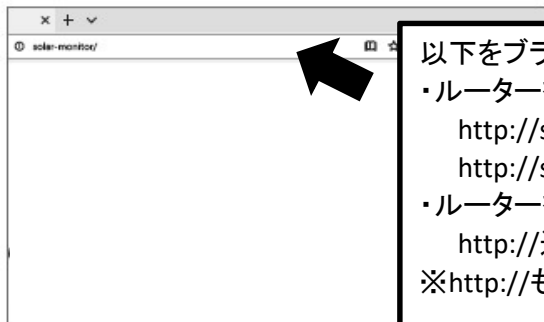 solar-monitor/
以下をブラ
・ルーター
http://s
http://s
・ルーター
http://
※http://も